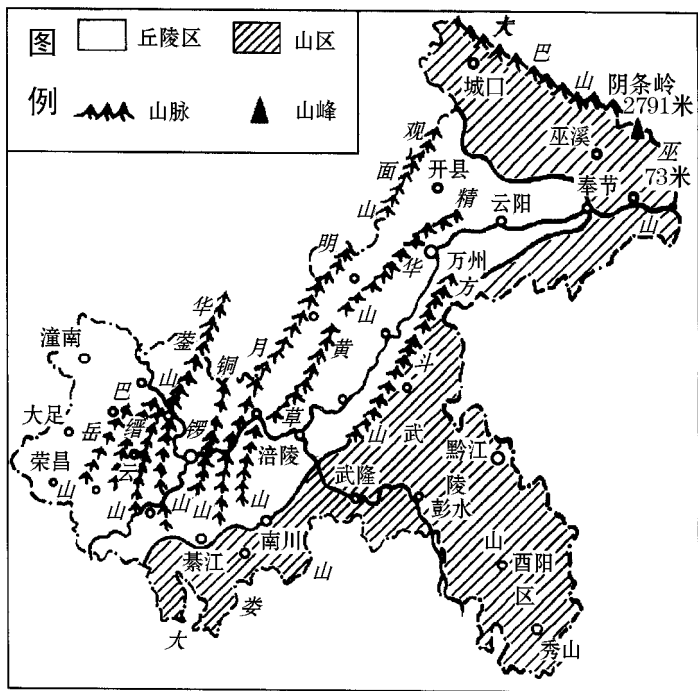 图例
丘陵区
山区
山脉
山峰
大巴山
城口
阴条岭
2791米
巫溪
巫山
73米
奉节
云阳
开县
观面山
精华山
万州
方斗山
明月山
黄草山
华蓥山
铜锣山
潼南
大足
荣昌
巴岳山
缙云山
涪陵
武隆
黔江
彭水
武陵山区
酉阳
秀山
南川
綦江
大娄山
山
山